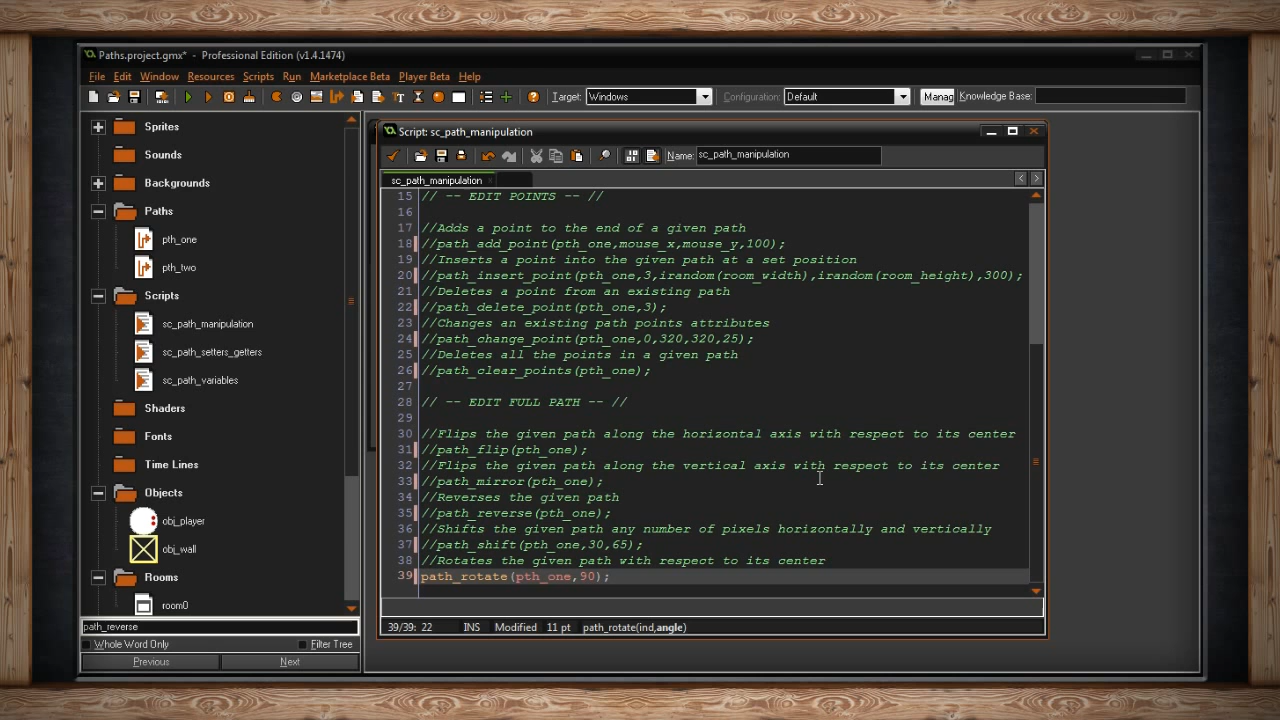 Paths.project.gmx* - Professional Edition (v1.4.1474)
File Edit Window Resources Scripts Run Marketplace Beta Player Beta Help
Target: Windows Configuration: Default Manag Knowledge Base:
Sprites
Sounds
Backgrounds
Paths
pth_one
pth_two
Scripts
sc_path_manipulation
sc_path_setters_getters
sc_path_variables
Shaders
Fonts
Time Lines
Objects
obj_player
obj_wall
Rooms
room0
path_reverse
Whole Word Only Filter Tree
Previous Next
Script: sc_path_manipulation
Name: sc_path_manipulation
sc_path_manipulation
15 // -- EDIT POINTS -- //
16
17 //Adds a point to the end of a given path
18 //path_add_point(pth_one,mouse_x,mouse_y,100);
19 //Inserts a point into the given path at a set position
20 //path_insert_point(pth_one,3,irandom(room_width),irandom(room_height),300);
21 //Deletes a point from an existing path
22 //path_delete_point(pth_one,3);
23 //Changes an existing path points attributes
24 //path_change_point(pth_one,0,320,320,25);
25 //Deletes all the points in a given path
26 //path_clear_points(pth_one);
27
28 // -- EDIT FULL PATH -- //
29
30 //Flips the given path along the horizontal axis with respect to its center
31 //path_flip(pth_one);
32 //Flips the given path along the vertical axis with respect to its center
33 //path_mirror(pth_one);
34 //Reverses the given path
35 //path_reverse(pth_one);
36 //Shifts the given path any number of pixels horizontally and vertically
37 //path_shift(pth_one,30,65);
38 //Rotates the given path with respect to its center
39 path_rotate(pth_one,90);
39/39: 22 INS Modified 11 pt path_rotate(ind,angle)